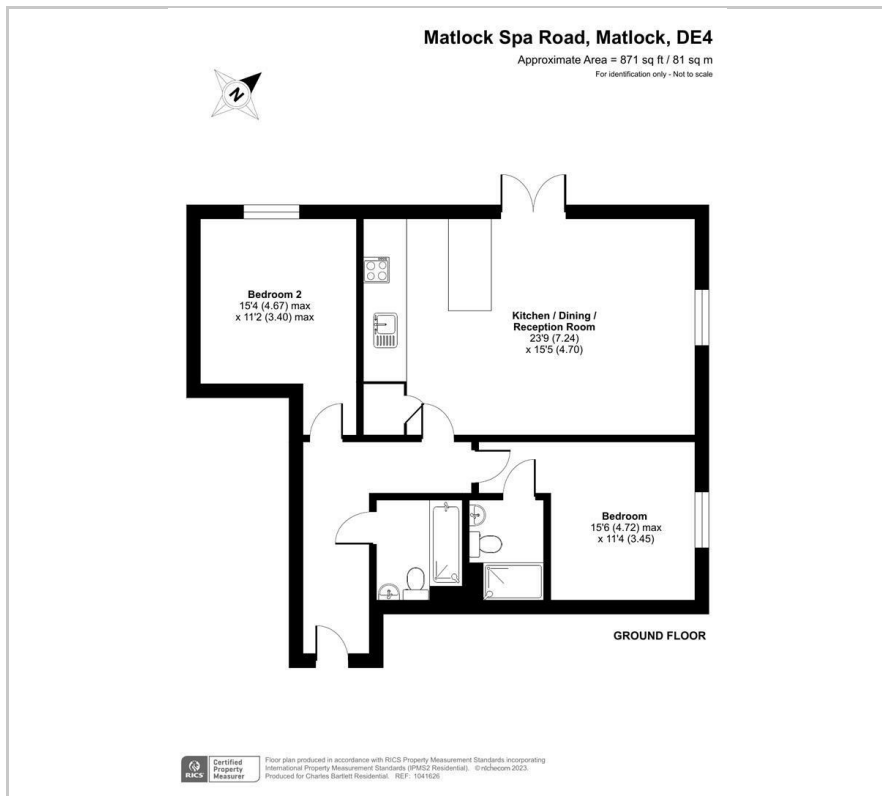 Matlock Spa Road, Matlock, DE4
Approximate Area = 871 sq ft / 81 sq m
For identification only - Not to scale
N
Bedroom 2
15'4 (4.67) max
x 11'2 (3.40) max
Kitchen / Dining /
Reception Room
23'9 (7.24)
x 15'5 (4.70)
Bedroom
15'6 (4.72) max
x 11'4 (3.45)
GROUND FLOOR
RICS
Certified
Property
Measurer
Floor plan produced in accordance with RICS Property Measurement Standards incorporating
International Property Measurement Standards (IPMS2 Residential). © nichecom 2023.
Produced for Charles Bartlett Residential. REF: 1041626